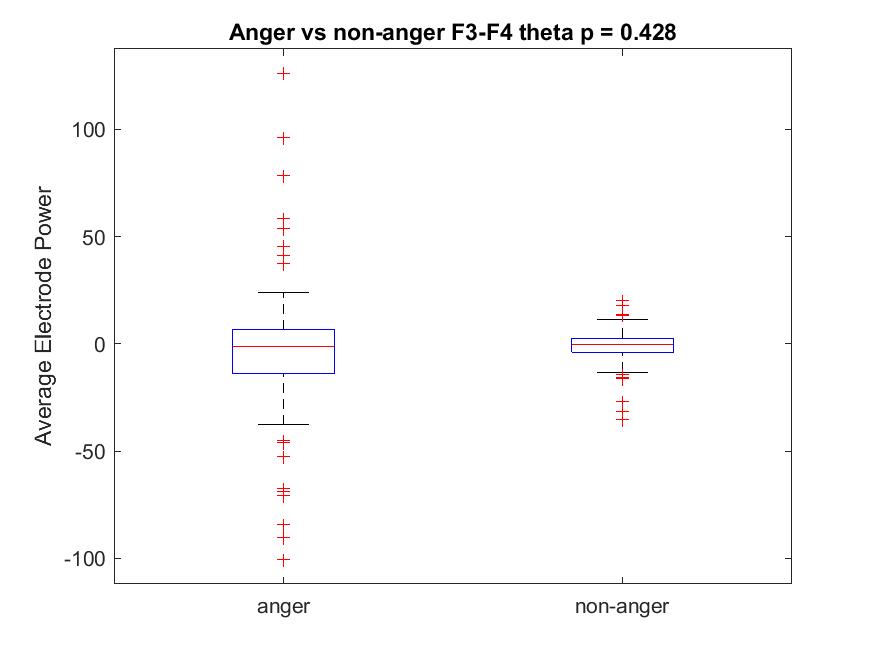 Anger vs non-anger F3-F4 theta p = 0.428
Average Electrode Power
100
50
0
-50
-100
anger
non-anger